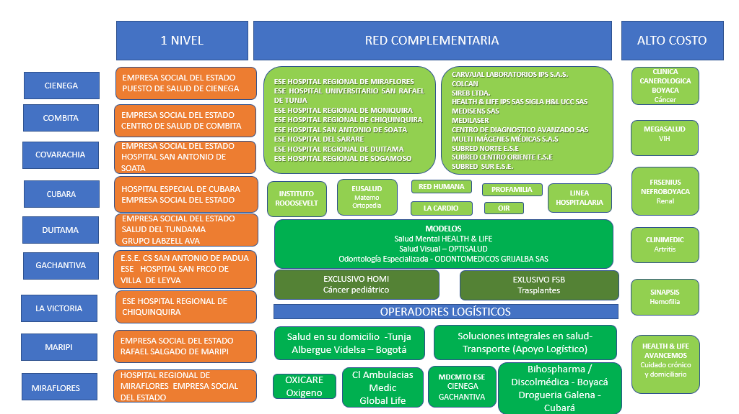 1 NIVEL
RED COMPLEMENTARIA
ALTO COSTO
CIENEGA
EMPRESA SOCIAL DEL ESTADO
PUESTO DE SALUD DE CIENEGA
COMBITA
EMPRESA SOCIAL DEL ESTADO
CENTRO DE SALUD DE COMBITA
COVARACHIA
EMPRESA SOCIAL DEL ESTADO
HOSPITAL SAN ANTONIO DE
SOATA
CUBARA
HOSPITAL ESPECIAL DE CUBARA
EMPRESA SOCIAL DEL ESTADO
DUITAMA
EMPRESA SOCIAL DEL ESTADO
SALUD DEL TUNDAMA
GRUPO LABZELL AVA
GACHANTIVA
E.S.E. CS SAN ANTONIO DE PADUA
ESE HOSPITAL SAN FRCO DE
VILLA DE LEYVA
LA VICTORIA
ESE HOSPITAL REGIONAL DE
CHIQUINQUIRA
MARIPI
EMPRESA SOCIAL DEL ESTADO
RAFAEL SALGADO DE MARIPI
MIRAFLORES
HOSPITAL REGIONAL DE
MIRAFLORES EMPRESA SOCIAL
DEL ESTADO
ESE HOSPITAL REGIONAL DE MIRAFLORES
ESE HOSPITAL UNIVERSITARIO SAN RAFAEL
DE TUNJA
ESE HOSPITAL REGIONAL DE MONIQUIRA
ESE HOSPITAL REGIONAL DE CHIQUINQUIRA
ESE HOSPITAL SAN ANTONIO DE SOATA
ESE HOSPITAL DEL SARARE
ESE HOSPITAL REGIONAL DE DUITAMA
ESE HOSPITAL REGIONAL DE SOGAMOSO
CARVAJAL LABORATORIOS IPS S.A.S.
COLCAN
SIREB LTDA.
HEALTH & LIFE IPS SAS SIGLA H&L UCC SAS
MEDISENS SAS
MEDILASER
CENTRO DE DIAGNOSTICO AVANZADO SAS
MULTIMÁGTNES MÉDICAS S.A.S
SUBRED NORTE E.S.E
SUBRED CENTRO ORIENTE E.S.E
SUBRED SUR E.S.E.
INSTITUTO
ROOOSEVELT
EUSALUD
Materno
Ortopedia
RED HUMANA
LA CARDIO
PROFAMILIA
OIR
LINEA
HOSPITALARIA
MODELOS
Salud Mental HEALTH & LIFE
Salud Visual – OPTISALUD
Odontología Especializada - ODONTOMEDICOS GRIJALBA SAS
EXCLUSIVO HOMI
Cáncer pediátrico
EXLUSIVO FSB
Trasplantes
OPERADORES LOGÍSTICOS
Salud en su domicilio -Tunja
Albergue Videlsa – Bogotá
Soluciones integrales en salud-
Transporte (Apoyo Logístico)
OXICARE
Oxigeno
CI Ambulacias
Medic
Global Life
MDCMTO ESE
CIENEGA
GACHANTIVA
Bihospharma /
Discolmédica - Boyacá
Drogueria Galena -
Cubará
CLINICA
CANEROLOGICA
BOYACA
Cáncer
MEGASALUD
VIH
FRSENIUS
NEFROBOYACA
Renal
CLINIMEDIC
Artritis
SINAPSIS
Hemofilia
HEALTH & LIFE
AVANCEMOS
Cuidado crónico
y domiciliario